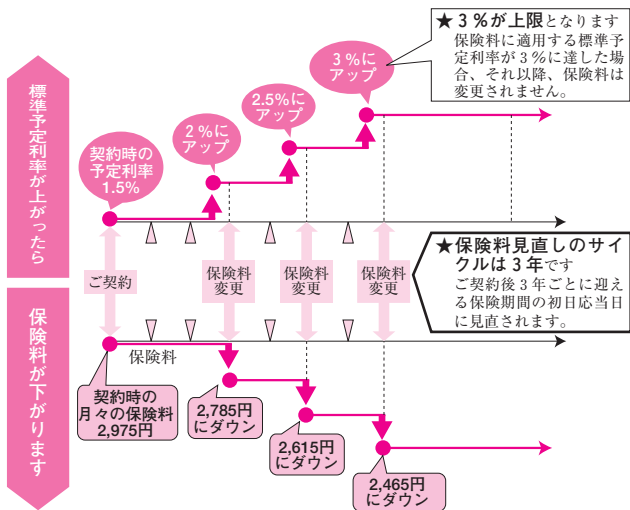 標準予定利率が上がったら
契約時の
予定利率
1.5%
2%に
アップ
2.5%に
アップ
3%に
アップ
★3%が上限となります
保険料に適用する標準予
定利率が3%に達した場
合、それ以降、保険料は
変更されません。
ご契約
保険料
変更
保険料
変更
保険料
変更
★保険料見直しのサイ
クルは3年です
ご契約後3年ごとに迎え
る保険期間の初日応当日
に見直されます。
保険料が下がります
保険料
契約時の
月々の保険料
2,975円
2,785円
にダウン
2,615円
にダウン
2,465円
にダウン